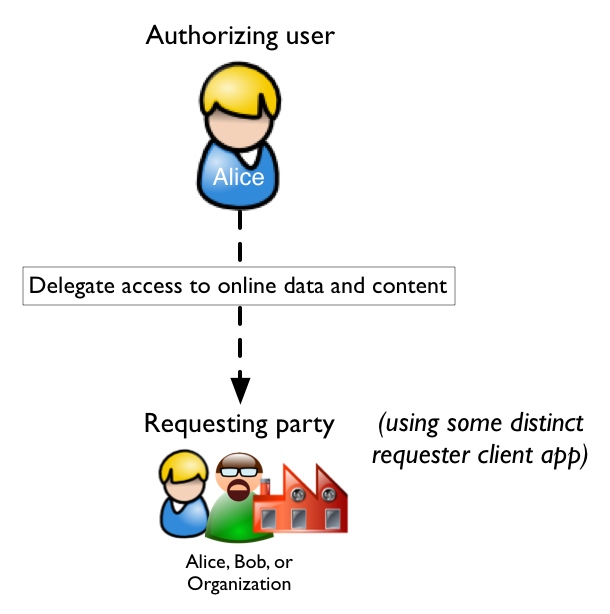 Authorizing user
Alice
Delegate access to online data and content
Requesting party
(using some distinct
requester client app)
Alice, Bob, or
Organization